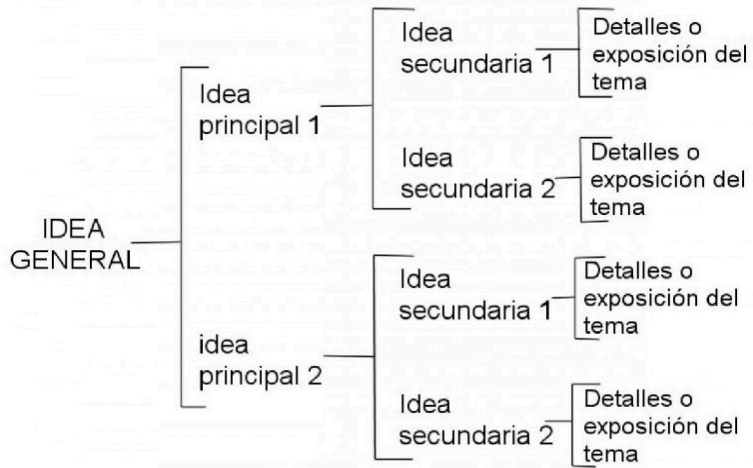 IDEA
GENERAL
Idea
principal 1
Idea
secundaria 1
Detalles o
exposición del
tema
Idea
secundaria 2
Detalles o
exposición del
tema
idea
principal 2
Idea
secundaria 1
Detalles o
exposición del
tema
Idea
secundaria 2
Detalles o
exposición del
tema